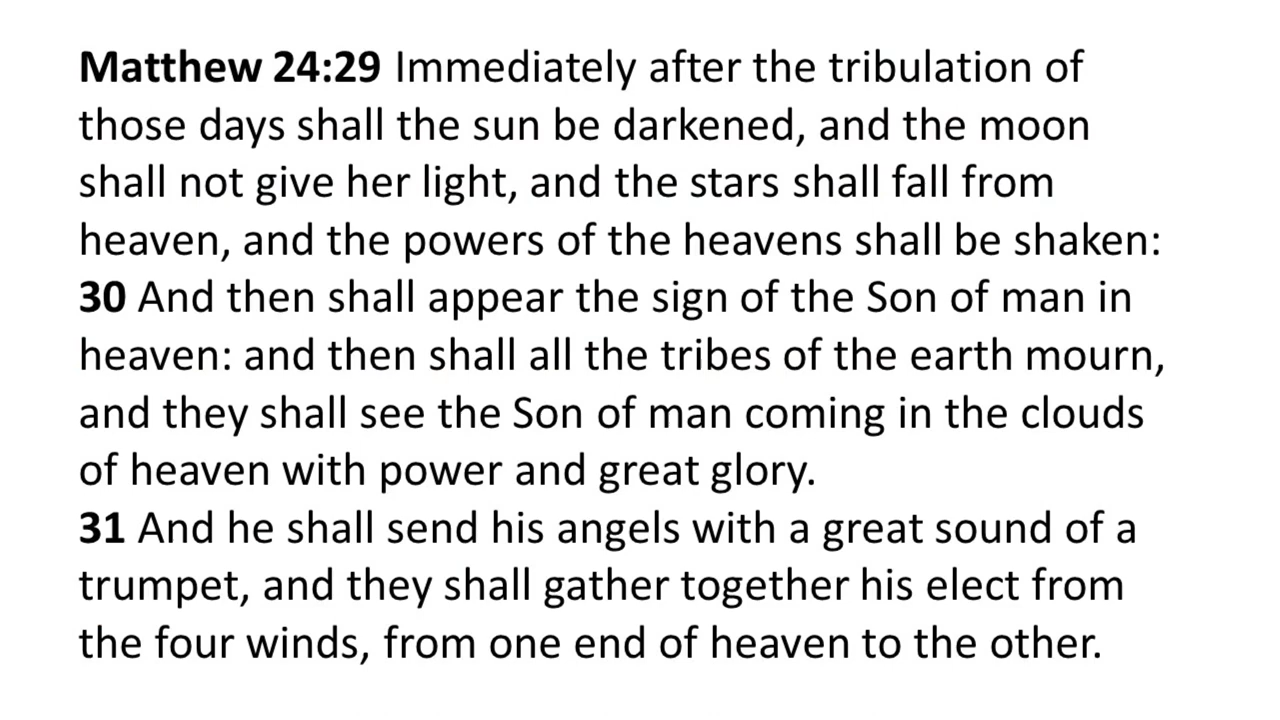 Matthew 24:29 Immediately after the tribulation of
those days shall the sun be darkened, and the moon
shall not give her light, and the stars shall fall from
heaven, and the powers of the heavens shall be shaken:
30 And then shall appear the sign of the Son of man in
heaven: and then shall all the tribes of the earth mourn,
and they shall see the Son of man coming in the clouds
of heaven with power and great glory.
31 And he shall send his angels with a great sound of a
trumpet, and they shall gather together his elect from
the four winds, from one end of heaven to the other.